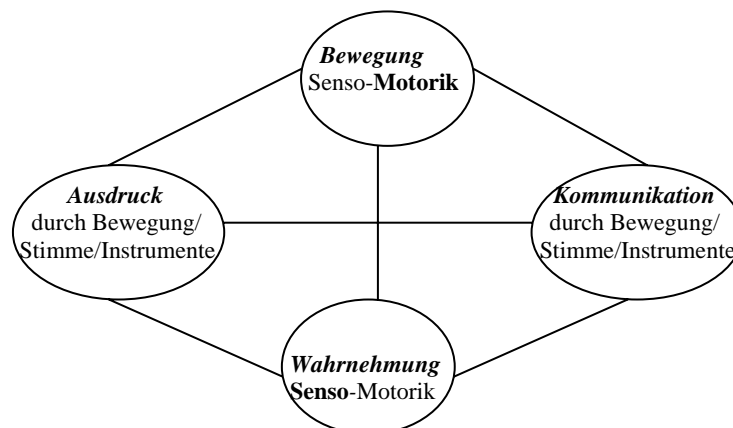 Bewegung
Senso-Motorik
Ausdruck
durch Bewegung/
Stimme/Instrumente
Kommunikation
durch Bewegung/
Stimme/Instrumente
Wahrnehmung
Senso-Motorik